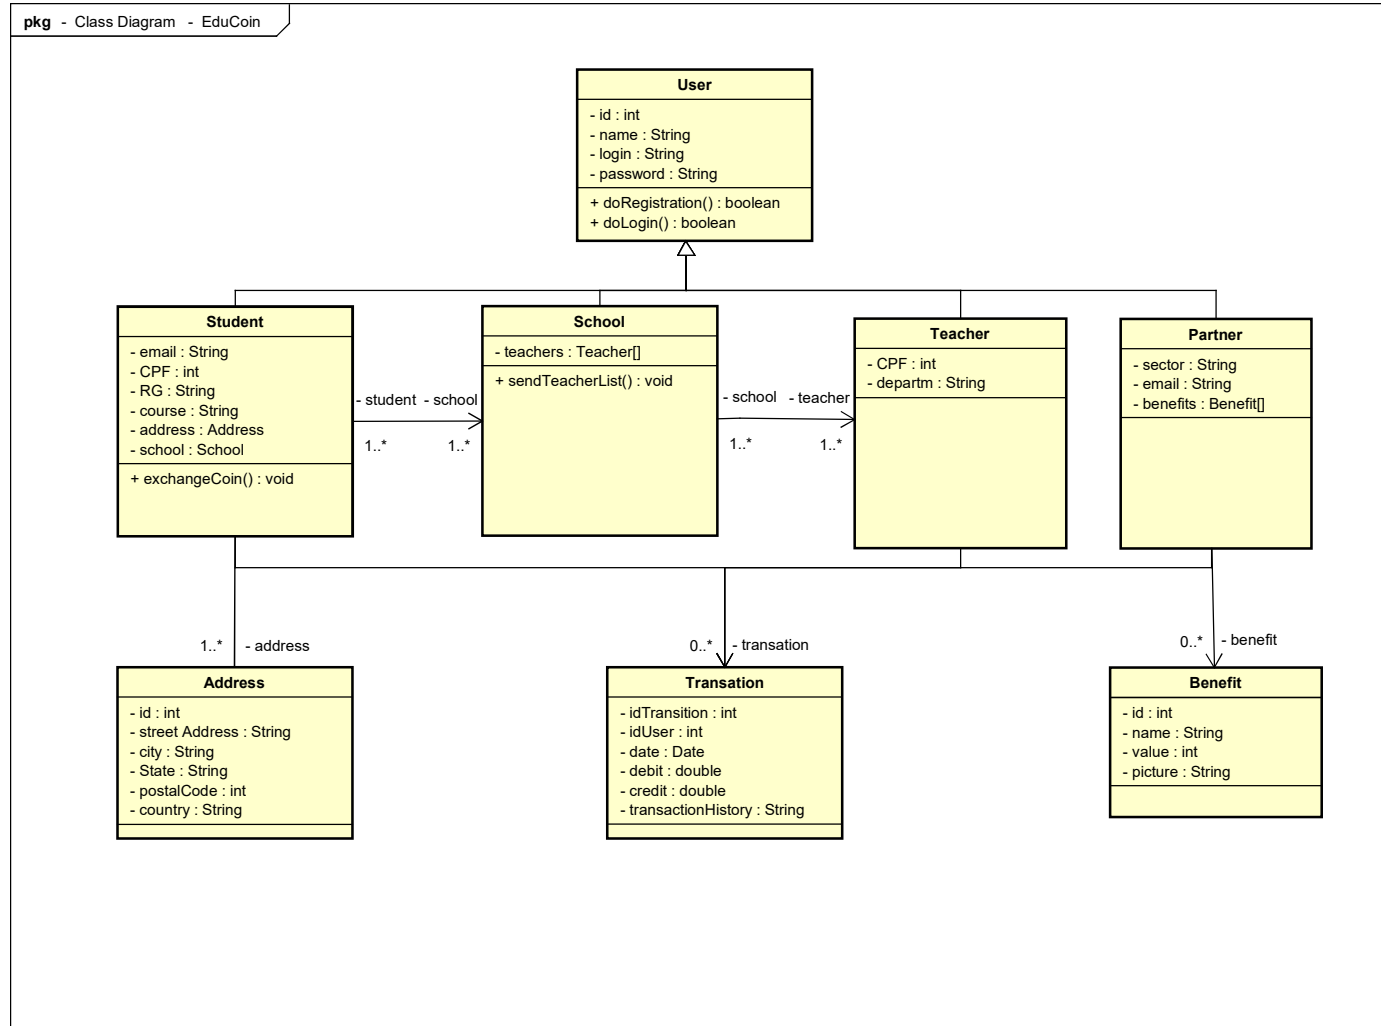 pkg - Class Diagram - EduCoin
User
- id : int
- name : String
- login : String
- password : String
+ doRegistration() : boolean
+ doLogin() : boolean
Student
- email : String
- CPF : int
- RG : String
- course : String
- address : Address
- school : School
+ exchangeCoin() : void
- student - school
1..* 1..*
School
- teachers : Teacher[]
+ sendTeacherList() : void
- school - teacher
1..* 1..*
Teacher
- CPF : int
- departm : String
Partner
- sector : String
- email : String
- benefits : Benefit[]
1..* - address
0..* - transation
0..* - benefit
Address
- id : int
- street Address : String
- city : String
- State : String
- postalCode : int
- country : String
Transation
- idTransition : int
- idUser : int
- date : Date
- debit : double
- credit : double
- transactionHistory : String
Benefit
- id : int
- name : String
- value : int
- picture : String